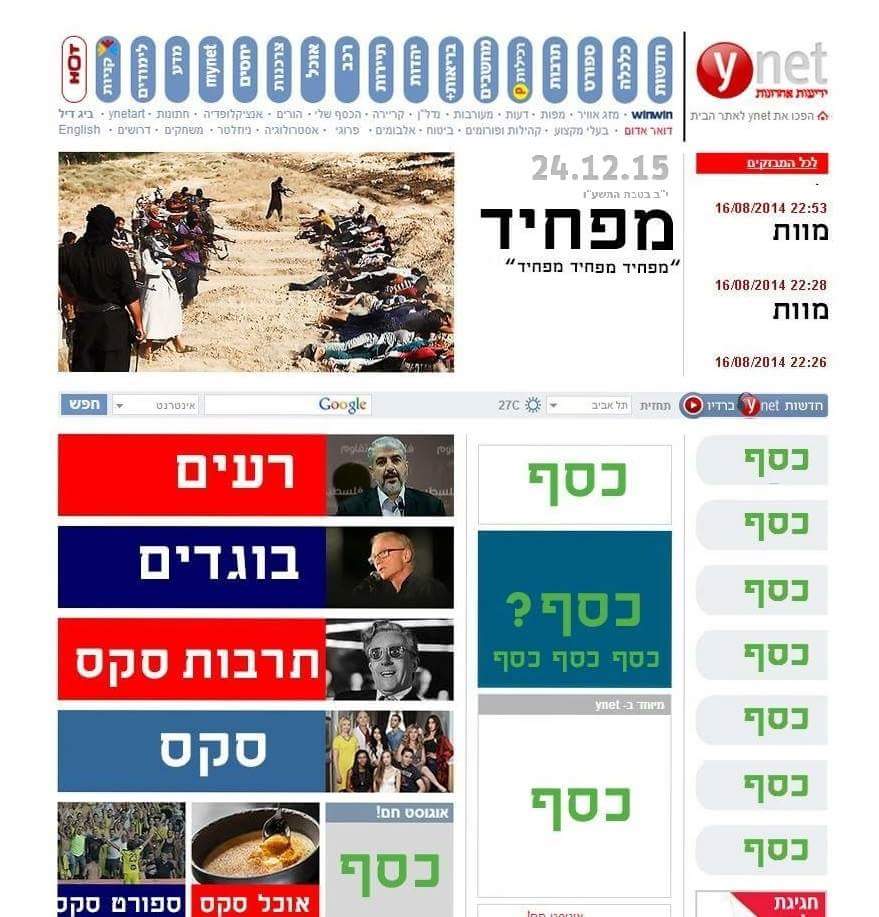 ynet
ידיעות אחרונות
הפכו את ynet לאתר הבית
חדשות
כלכלה
ספורט
תרבות
רכילות
מחשבים
בריאות+
יהדות
תיירות
רכב
אוכל
צרכנות
יחסים
mynet
מדע
לימודים
קניות
HOT
winwin • מזג אוויר • מפות • דעות • מעורבות • נדל"ן • קריירה • הכסף שלי • הורים • אנציקלופדיה • חתונות • ynetart • ביג דיל
דואר אדום • בעלי מקצוע • קהילות ופורומים • ביטוח • אלבומים • פרוגי • אסטרולוגיה • ניוזלטר • משחקים • דרושים • English
לכל המבזקים
16/08/2014 22:53
מוות
16/08/2014 22:28
מוות
16/08/2014 22:26
24.12.15
י"ב בטבת התשע"ו
מפחיד
"מפחיד מפחיד מפחיד"
חדשות ynet ברדיו
תחזית
תל אביב
27C
Google
אינטרנט
חפש
כסף
כסף
כסף
כסף
כסף
כסף
כסף
חגיגת
כסף
כסף?
כסף כסף כסף
מיוחד ב- ynet
כסף
אוגוסט חם!
רעים
בוגדים
תרבות סקס
סקס
אוגוסט חם!
כסף
אוכל סקס
ספורט סקס